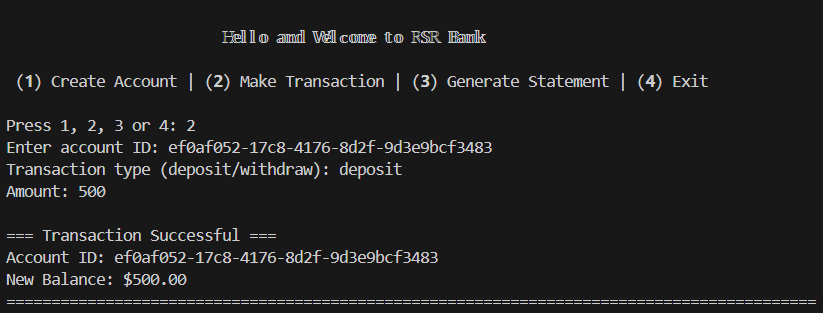 Hello and Welcome to RSR Bank
(1) Create Account | (2) Make Transaction | (3) Generate Statement | (4) Exit
Press 1, 2, 3 or 4: 2
Enter account ID: ef0af052-17c8-4176-8d2f-9d3e9bcf3483
Transaction type (deposit/withdraw): deposit
Amount: 500
=== Transaction Successful ===
Account ID: ef0af052-17c8-4176-8d2f-9d3e9bcf3483
New Balance: $500.00
==========================================================================================